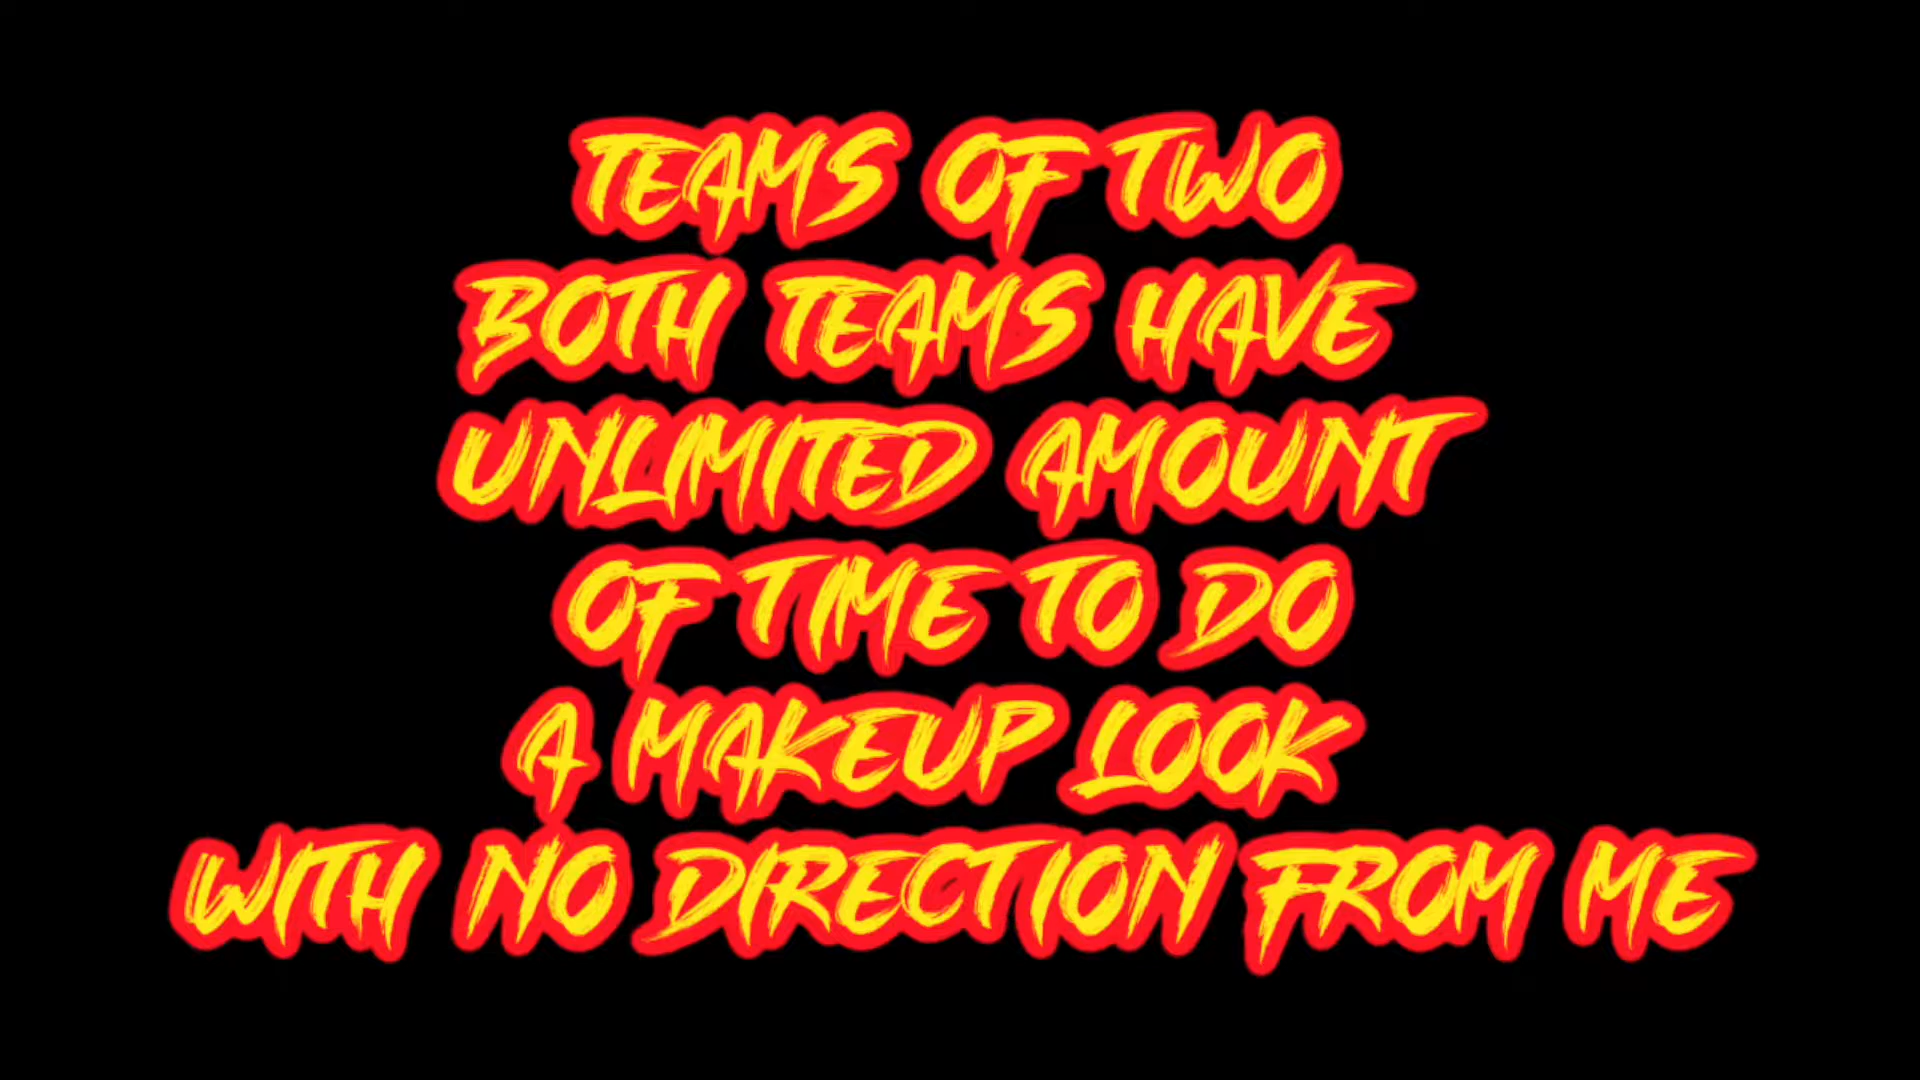 TEAMS OF TWO
BOTH TEAMS HAVE
UNLIMITED AMOUNT
OF TIME TO DO
A MAKEUP LOOK
WITH NO DIRECTION FROM ME